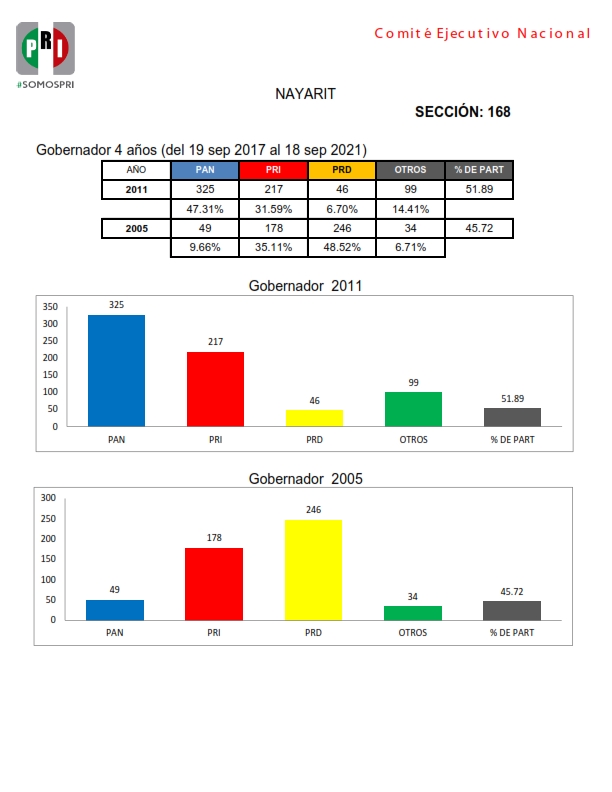 Comité Ejecutivo Nacional
PRI
#SOMOSPRI
NAYARIT
SECCIÓN: 168
Gobernador 4 años (del 19 sep 2017 al 18 sep 2021)
AÑO PAN PRI PRD OTROS % DE PART
2011 325 217 46 99 51.89
47.31% 31.59% 6.70% 14.41%
2005 49 178 246 34 45.72
9.66% 35.11% 48.52% 6.71%
Gobernador 2011
350
300
250
200
150
100
50
0
325
217
46
99
51.89
PAN PRI PRD OTROS % DE PART
Gobernador 2005
300
250
200
150
100
50
0
49
178
246
34
45.72
PAN PRI PRD OTROS % DE PART